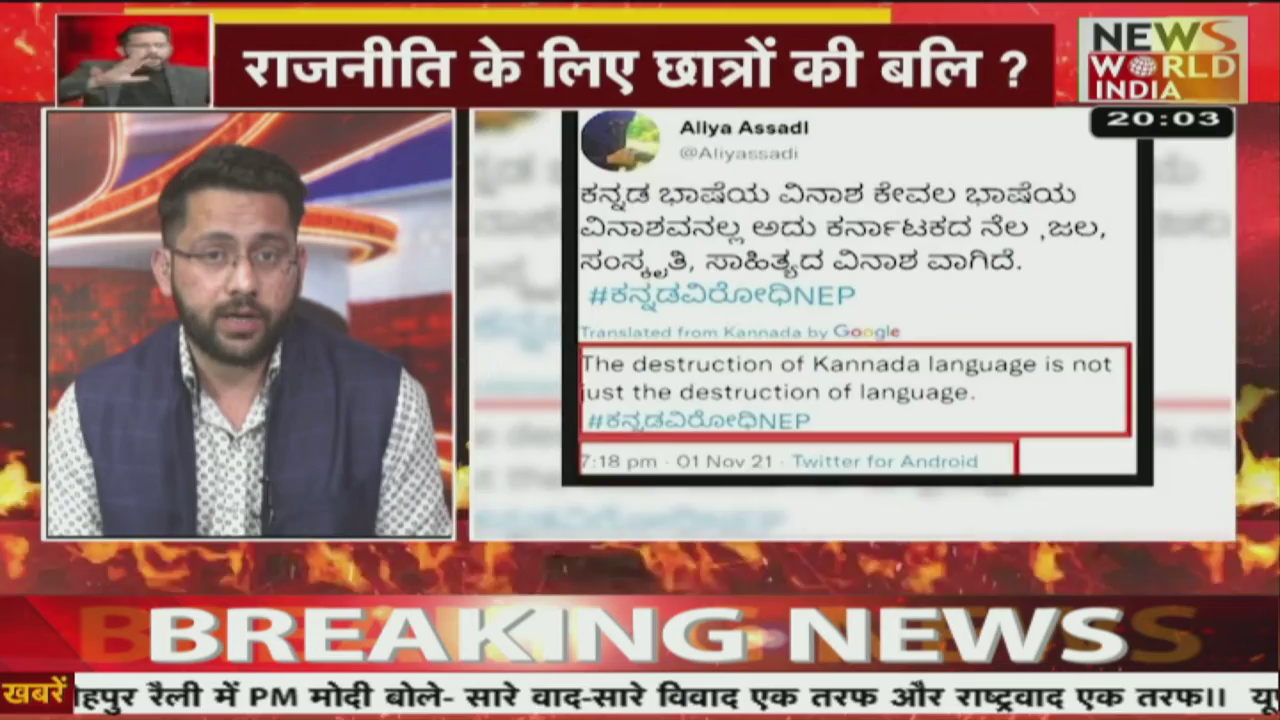 राजनीति के लिए छात्रों की बलि ?
NEWS
WORLD
INDIA
20:03
Aliya Assadi
@Aliyassadi
ಕನ್ನಡ ಭಾಷೆಯ ವಿನಾಶ ಕೇವಲ ಭಾಷೆಯ
ವಿನಾಶವನಲ್ಲ ಅದು ಕರ್ನಾಟಕದ ನೆಲ ,ಜಲ,
ಸಂಸ್ಕೃತಿ, ಸಾಹಿತ್ಯದ ವಿನಾಶ ವಾಗಿದೆ.
#ಕನ್ನಡವಿರೋಧಿNEP
Translated from Kannada by Google
The destruction of Kannada language is not
just the destruction of language.
#ಕನ್ನಡವಿರೋಧಿNEP
7:18 pm · 01 Nov 21 · Twitter for Android
BREAKING NEWS
खबरें
हपुर रैली में PM मोदी बोले- सारे वाद-सारे विवाद एक तरफ और राष्ट्रवाद एक तरफ।। यू